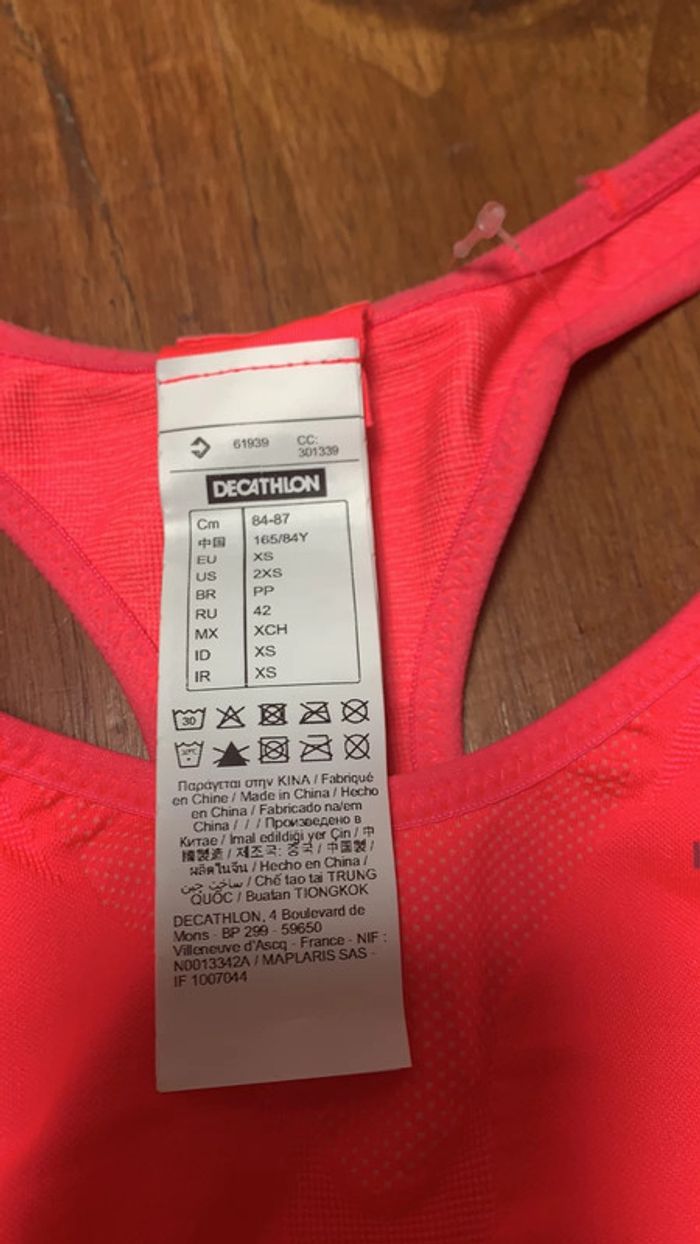 61939 CC:
301339
DECATHLON
Cm 84-87
中国 165/84Y
EU XS
US 2XS
BR PP
RU 42
MX XCH
ID XS
IR XS
30
30°C
Παράγεται στην ΚΙΝΑ / Fabriqué
en Chine / Made in China / Hecho
en China / Fabricado na/em
China / / / Произведено в
Китае / Imal edildiği yer Çin / 中
國製造 / 제조국: 중국 / 中国製 /
ผลิตในจีน / Hecho en China /
ساخت چین / Chế tạo tại TRUNG
QUỐC / Buatan TIONGKOK
DECATHLON, 4 Boulevard de
Mons - BP 299 - 59650
Villeneuve d'Ascq - France - NIF :
N0013342A / MAPLARIS SAS -
IF 1007044